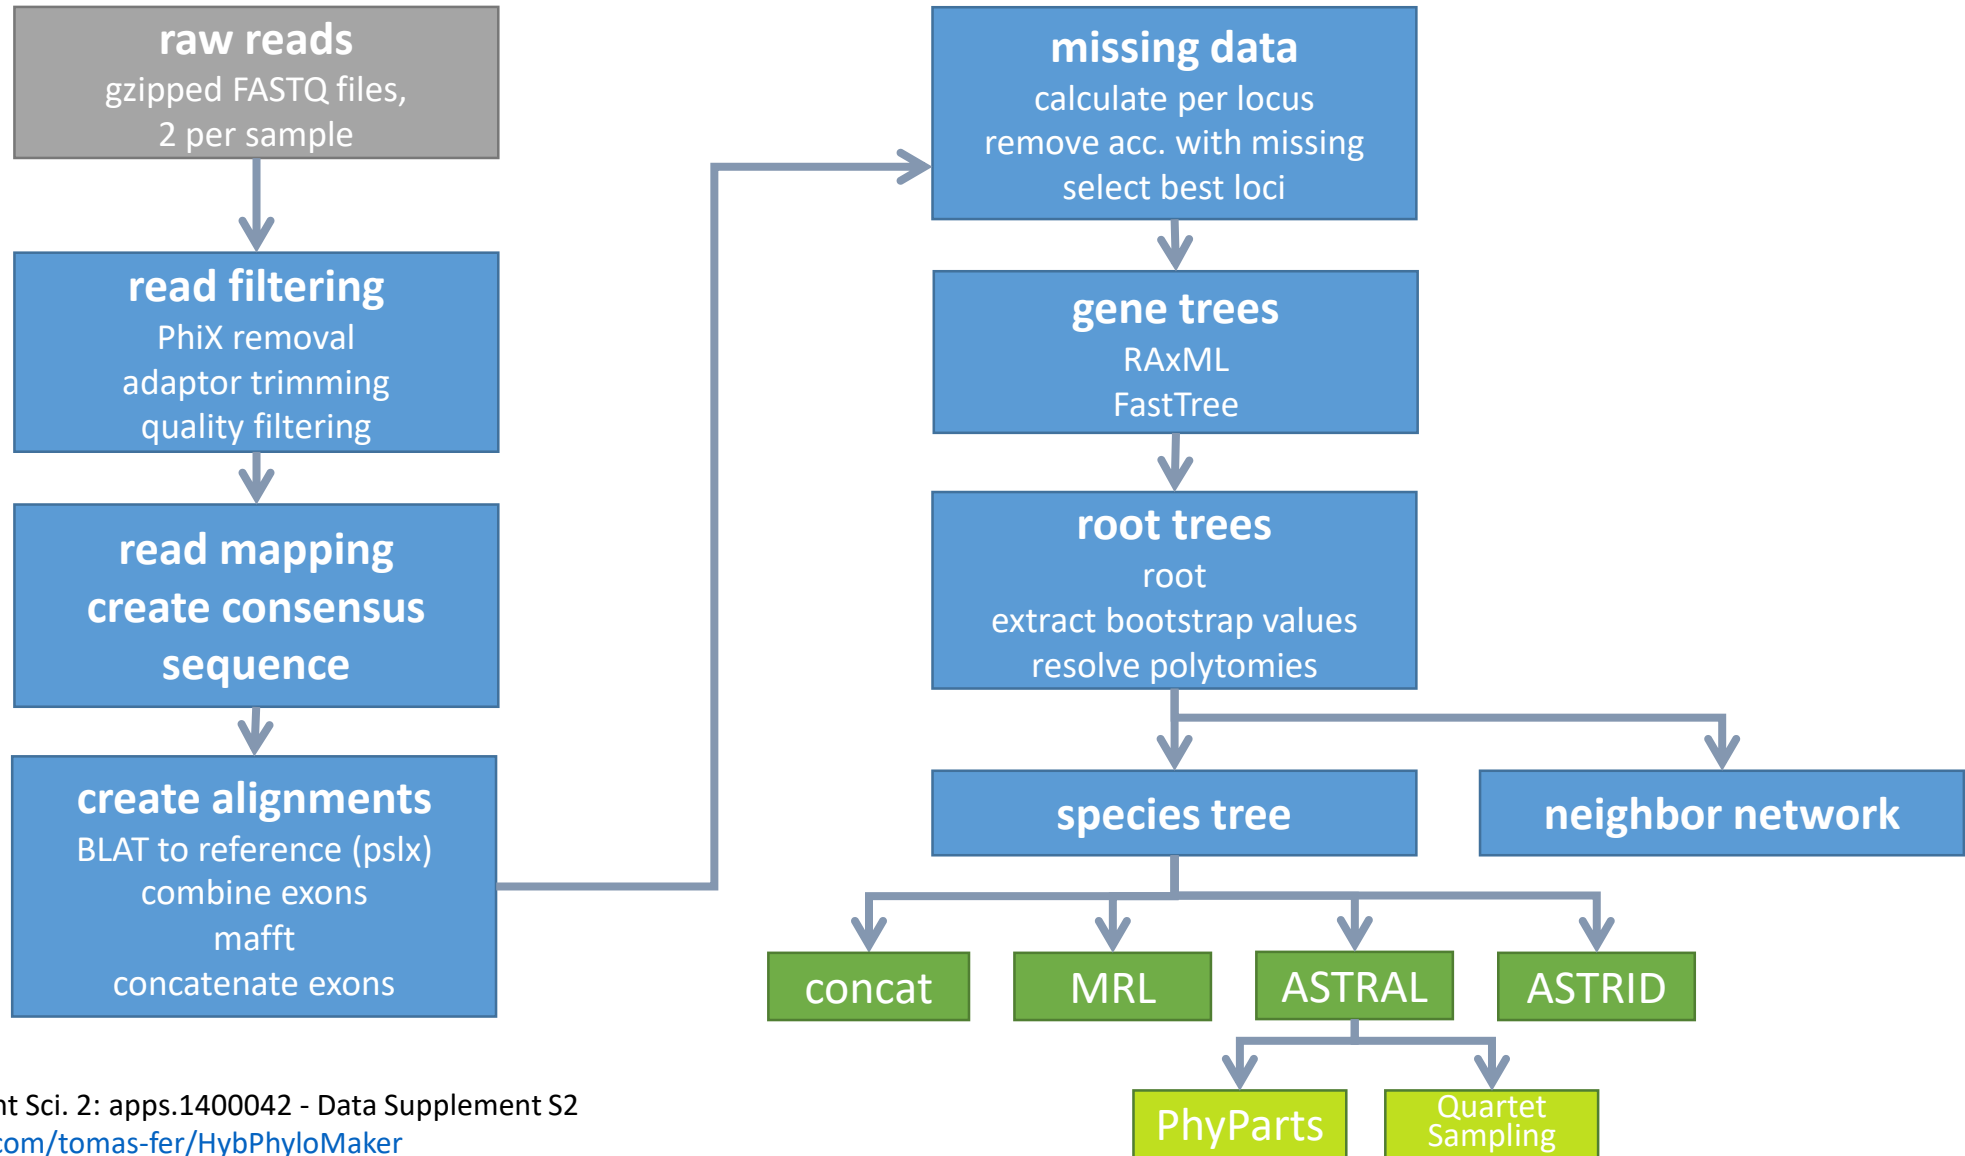 raw reads
gzipped FASTQ files,
2 per sample
read filtering
PhiX removal
adaptor trimming
quality filtering
read mapping
create consensus
sequence
create alignments
BLAT to reference (pslx)
combine exons
mafft
concatenate exons
missing data
calculate per locus
remove acc. with missing
select best loci
gene trees
RAxML
FastTree
root trees
root
extract bootstrap values
resolve polytomies
species tree
neighbor network
concat
MRL
ASTRAL
ASTRID
PhyParts
Quartet
Sampling
Sci. 2: apps.1400042 - Data Supplement S2
com/tomas-fer/HybPhyloMaker